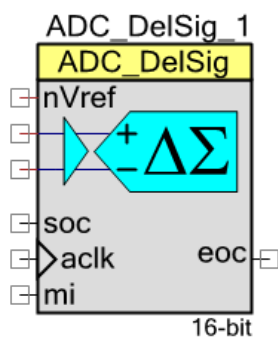 ADC_DelSig_1
ADC_DelSig
nVref
+
- ΔΣ
soc
aclk
eoc
mi
16-bit